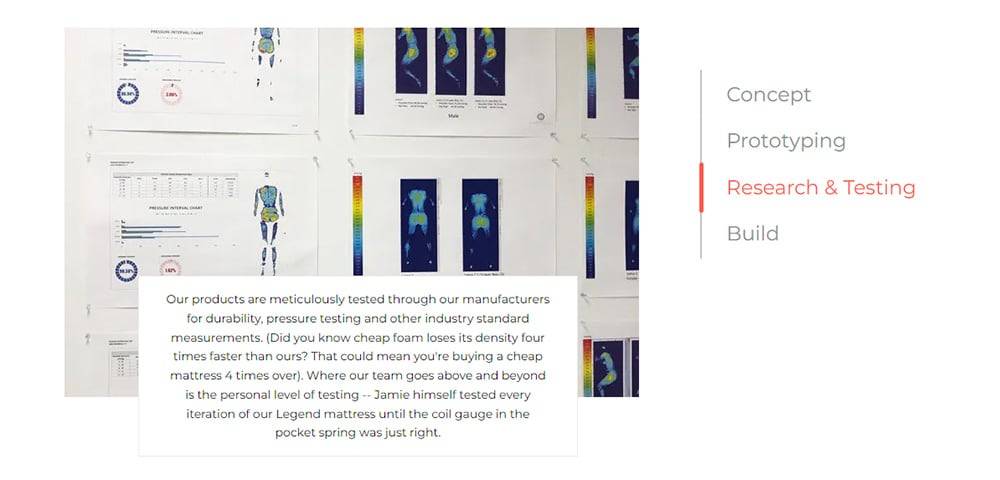 PRESSURE INTERVAL CHART
Male
PRESSURE INTERVAL CHART
98.38%
1.62%
Our products are meticulously tested through our manufacturers
for durability, pressure testing and other industry standard
measurements. (Did you know cheap foam loses its density four
times faster than ours? That could mean you're buying a cheap
mattress 4 times over). Where our team goes above and beyond
is the personal level of testing -- Jamie himself tested every
iteration of our Legend mattress until the coil gauge in the
pocket spring was just right.
Concept
Prototyping
Research & Testing
Build